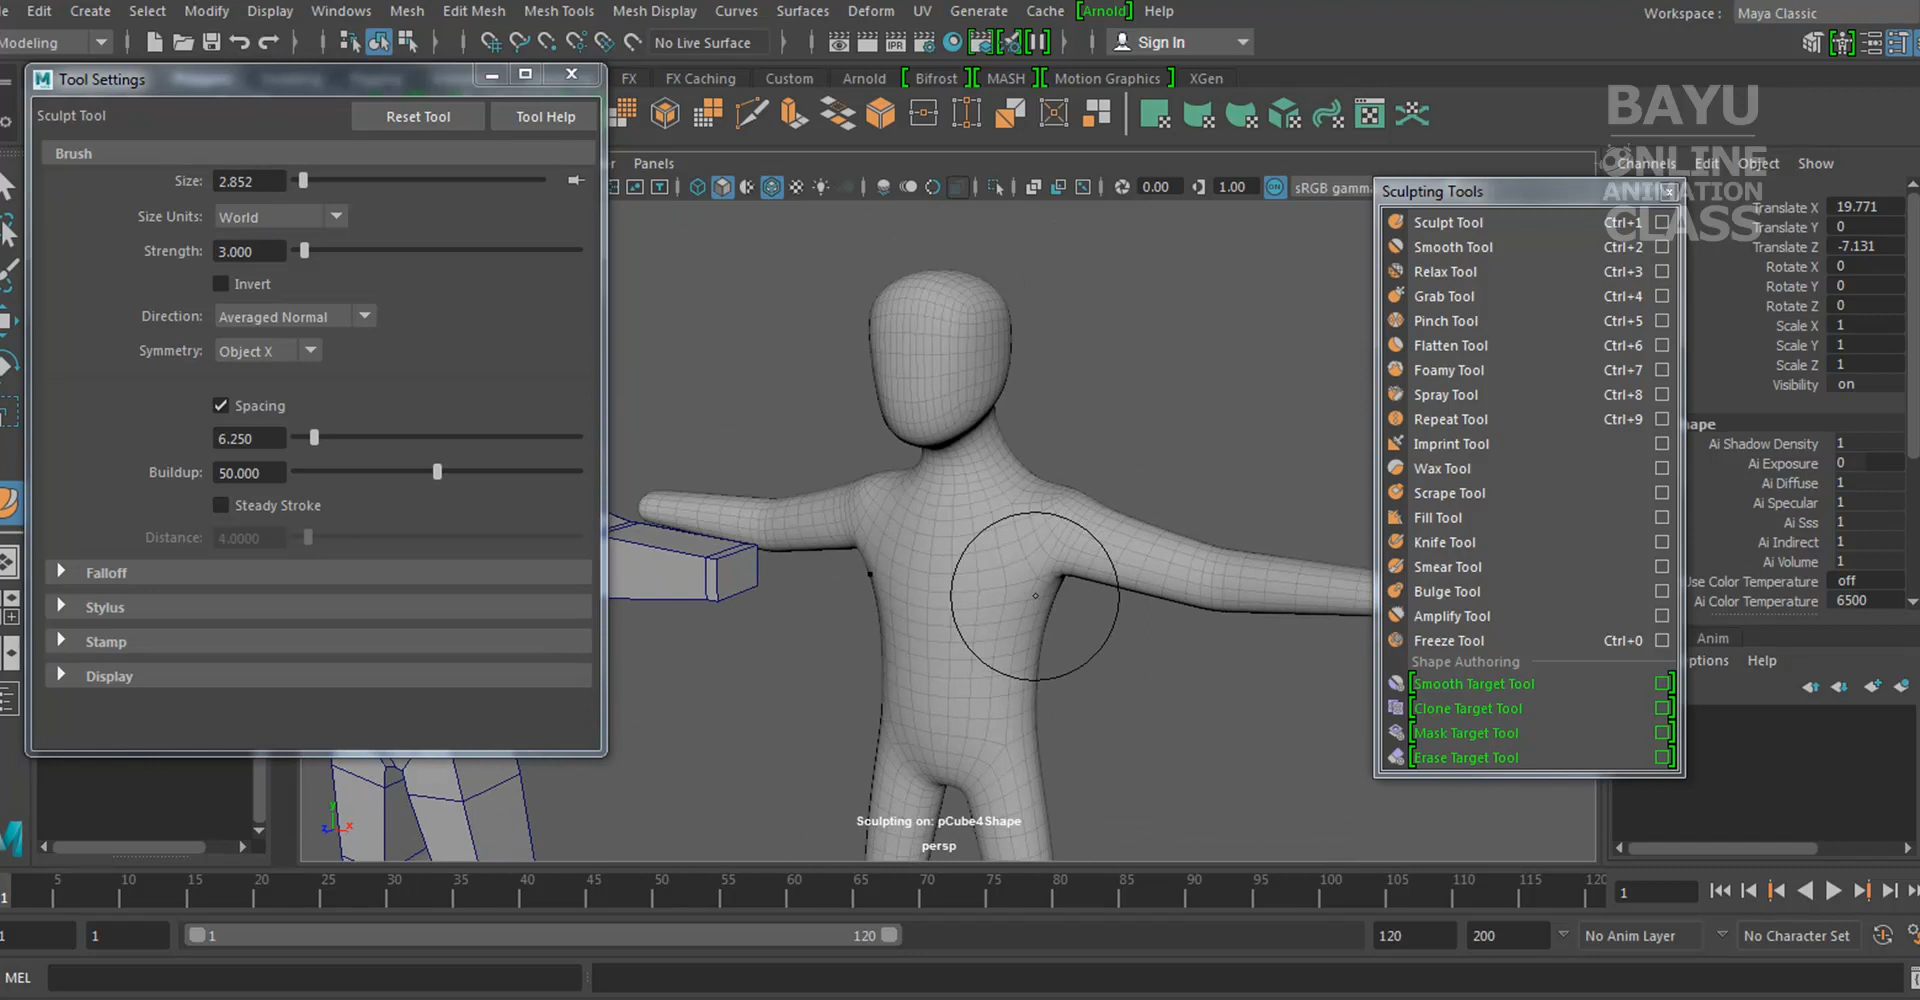 Edit Create Select Modify Display Windows Mesh Edit Mesh Mesh Tools Mesh Display Curves Surfaces Deform UV Generate Cache [Arnold] Help
Workspace : Maya Classic
Modeling
No Live Surface
IPR
Sign In
Tool Settings
FX FX Caching Custom Arnold [ Bifrost ] [ MASH ] [ Motion Graphics ] XGen
BAYU
ONLINE
ANIMATION
CLASS
Sculpt Tool Reset Tool Tool Help
Brush
Size: 2.852
Size Units: World
Strength: 3.000
Invert
Direction: Averaged Normal
Symmetry: Object X
Spacing
6.250
Buildup: 50.000
Steady Stroke
Distance: 4.0000
Falloff
Stylus
Stamp
Display
Panels
0.00 1.00 ON sRGB gamma
Sculpting Tools
Sculpt Tool Ctrl+1
Smooth Tool Ctrl+2
Relax Tool Ctrl+3
Grab Tool Ctrl+4
Pinch Tool Ctrl+5
Flatten Tool Ctrl+6
Foamy Tool Ctrl+7
Spray Tool Ctrl+8
Repeat Tool Ctrl+9
Imprint Tool
Wax Tool
Scrape Tool
Fill Tool
Knife Tool
Smear Tool
Bulge Tool
Amplify Tool
Freeze Tool Ctrl+0
Shape Authoring
Smooth Target Tool
Clone Target Tool
Mask Target Tool
Erase Target Tool
Channels Edit Object Show
Translate X 19.771
Translate Y 0
Translate Z -7.131
Rotate X 0
Rotate Y 0
Rotate Z 0
Scale X 1
Scale Y 1
Scale Z 1
Visibility on
Ai Shadow Density 1
Ai Exposure 0
Ai Diffuse 1
Ai Specular 1
Ai Sss 1
Ai Indirect 1
Ai Volume 1
Use Color Temperature off
Ai Color Temperature 6500
Anim
ptions Help
y
z x
Sculpting on: pCube4Shape
persp
5 10 15 20 25 30 35 40 45 50 55 60 65 70 75 80 85 90 95 100 105 110 115 120
1
1
1 1 1 120 120 200 No Anim Layer No Character Set
MEL